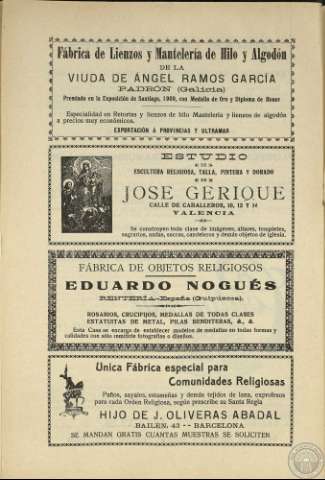 Fábrica de Lienzos y Mantelería de Hilo y Algodón
DE LA
VIUDA DE ÁNGEL RAMOS GARCÍA
PADRÓN (Galicia)
Premiado en la Exposición de Santiago, 1909, con Medalla de Oro y Diploma de Honor
Especialidad en Retortas y lienzos de hilo Mantelería y lienzos de algodón
a precios muy económicos.
EXPORTACIÓN Á PROVINCIAS Y ULTRAMAR
ESTUDIO
DE
ESCULTURA RELIGIOSA, TALLA, PINTURA Y DORADO
DE
JOSE GERIQUE
CALLE DE CABALLEROS, 10, 12 Y 14
VALENCIA
Se construyen toda clase de imágenes, altares, templetes,
sagrarios, andas, sacras, candeleros y demás objetos de iglesia.
FÁBRICA DE OBJETOS RELIGIOSOS
EDUARDO NOGUÉS
RENTERÍA-España (Guipúzcoa).
ROSARIOS, CRUCIFIJOS, MEDALLAS DE TODAS CLASES
ESTATUITAS DE METAL, PILAS BENDITERAS, &, &.
Esta Casa se encarga de establecer modelos de medallas en todas formas y
calidades con sólo remitirle fotografías ó diseños.
Unica Fábrica especial para
Comunidades Religiosas
Paños, sayales, estameñas y demás tejidos de lana, exprofesos
para cada Orden Religiosa, según prescribe su Santa Regla
HIJO DE J. OLIVERAS ABADAL
BAILEN, 43 -- BARCELONA
SE MANDAN GRATIS CUANTAS MUESTRAS SE SOLICITEN